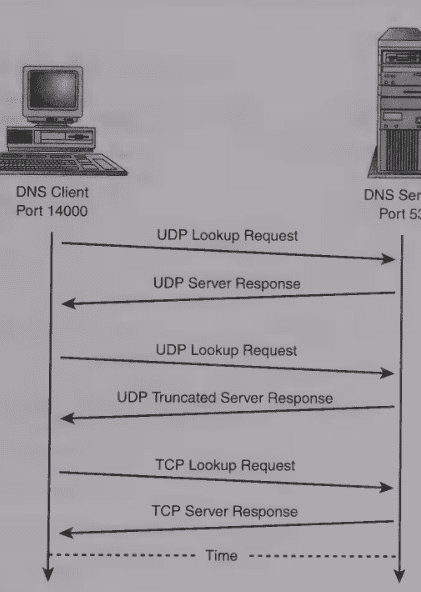 DNS Client
Port 14000
DNS Ser
Port 53
UDP Lookup Request
UDP Server Response
UDP Lookup Request
UDP Truncated Server Response
TCP Lookup Request
TCP Server Response
Time